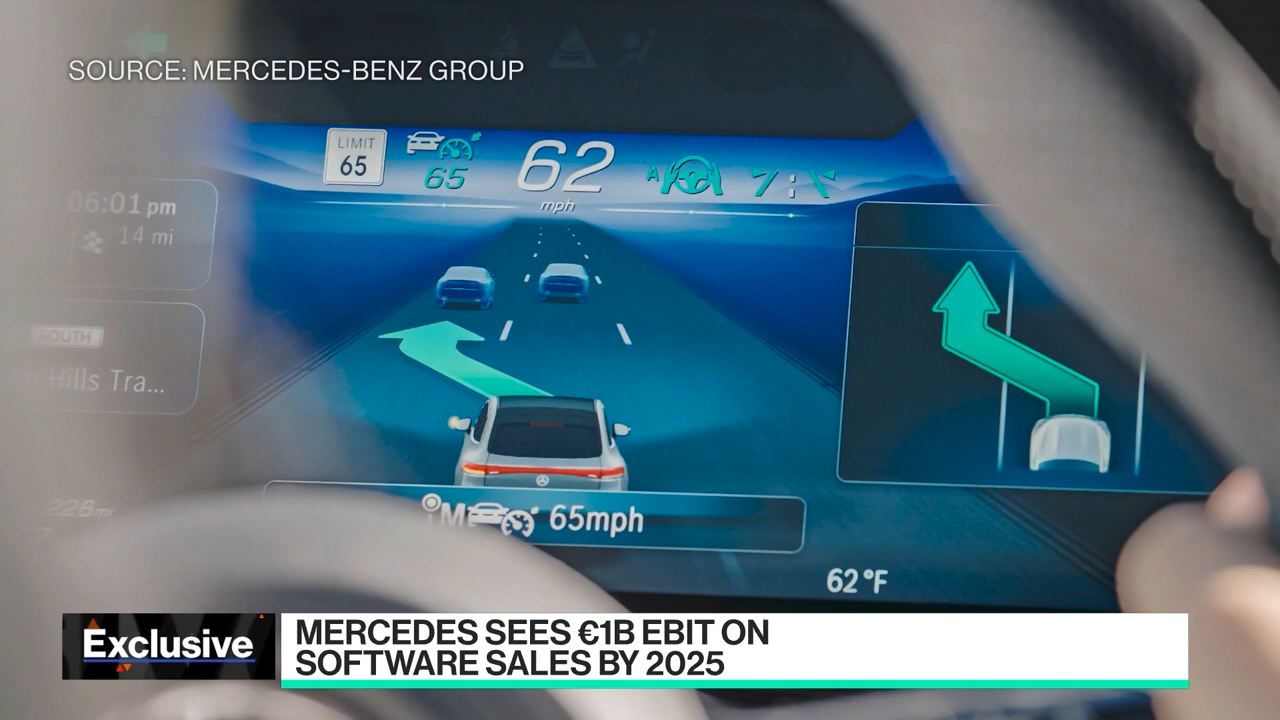 SOURCE: MERCEDES-BENZ GROUP
LIMIT
65
65
62
mph
A
06:01 pm
14 mi
SOUTH
Hills Tra...
226mi
M
65mph
62°F
Exclusive
MERCEDES SEES €1B EBIT ON
SOFTWARE SALES BY 2025